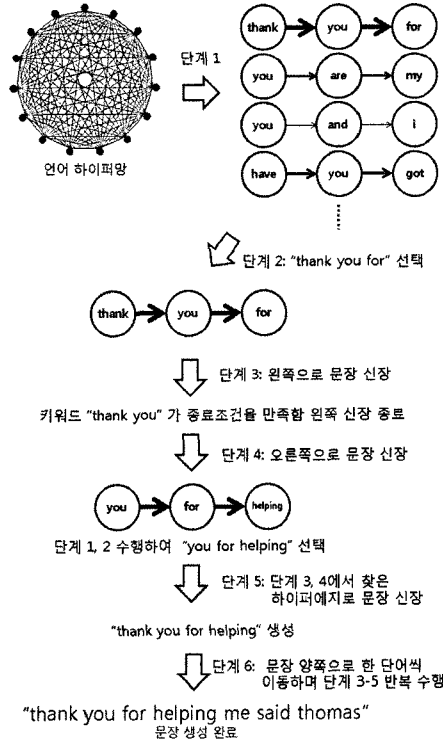 thank you for
단계 1
you are my
you and i
언어 하이퍼망
have you got
단계 2: "thank you for" 선택
thank you for
단계 3: 왼쪽으로 문장 신장
키워드 "thank you" 가 종료조건을 만족함 왼쪽 신장 종료
단계 4: 오른쪽으로 문장 신장
you for helping
단계 1, 2 수행하여 "you for helping" 선택
단계 5: 단계 3, 4에서 찾은
하이퍼에지로 문장 신장
"thank you for helping" 생성
단계 6: 문장 양쪽으로 한 단어씩
이동하며 단계 3-5 반복 수행
"thank you for helping me said thomas"
문장 생성 완료